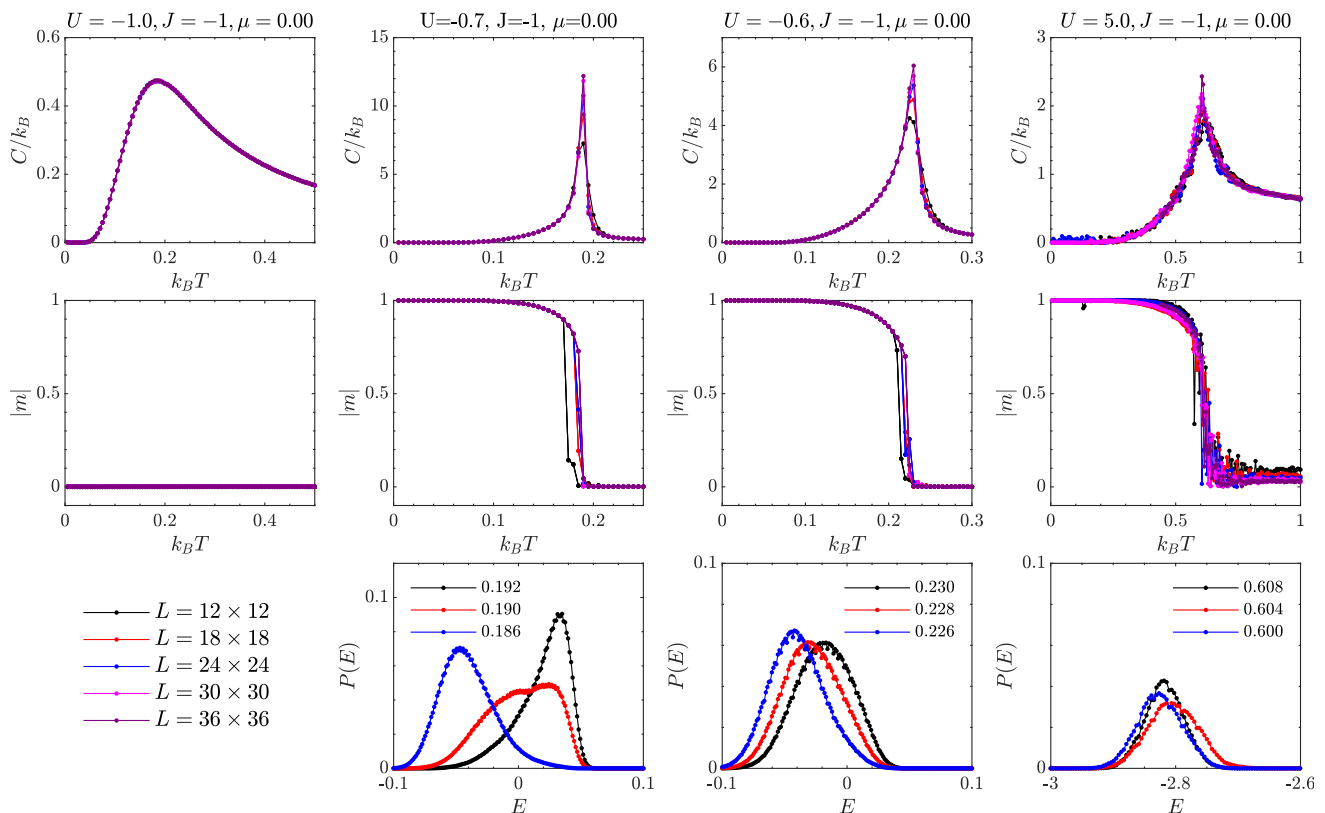 U = −1.0, J = −1, μ = 0.00
U=-0.7, J=-1, μ=0.00
U = −0.6, J = −1, μ = 0.00
U = 5.0, J = −1, μ = 0.00
C/k_B
0.6
0.4
0.2
0
0 0.2 0.4
k_BT
C/k_B
15
10
5
0
0 0.1 0.2
k_BT
C/k_B
6
4
2
0
0 0.1 0.2 0.3
k_BT
C/k_B
3
2
1
0
0 0.5 1
k_BT
|m|
1
0.5
0
0 0.2 0.4
k_BT
|m|
1
0.5
0
0 0.1 0.2
k_BT
|m|
1
0.5
0
0 0.1 0.2 0.3
k_BT
|m|
1
0.5
0
0 0.5 1
k_BT
L = 12 × 12
L = 18 × 18
L = 24 × 24
L = 30 × 30
L = 36 × 36
P(E)
0.1
0
0.192
0.190
0.186
-0.1 0 0.1
E
P(E)
0.1
0
0.230
0.228
0.226
-0.1 0 0.1
E
P(E)
0.1
0
0.608
0.604
0.600
-3 -2.8 -2.6
E